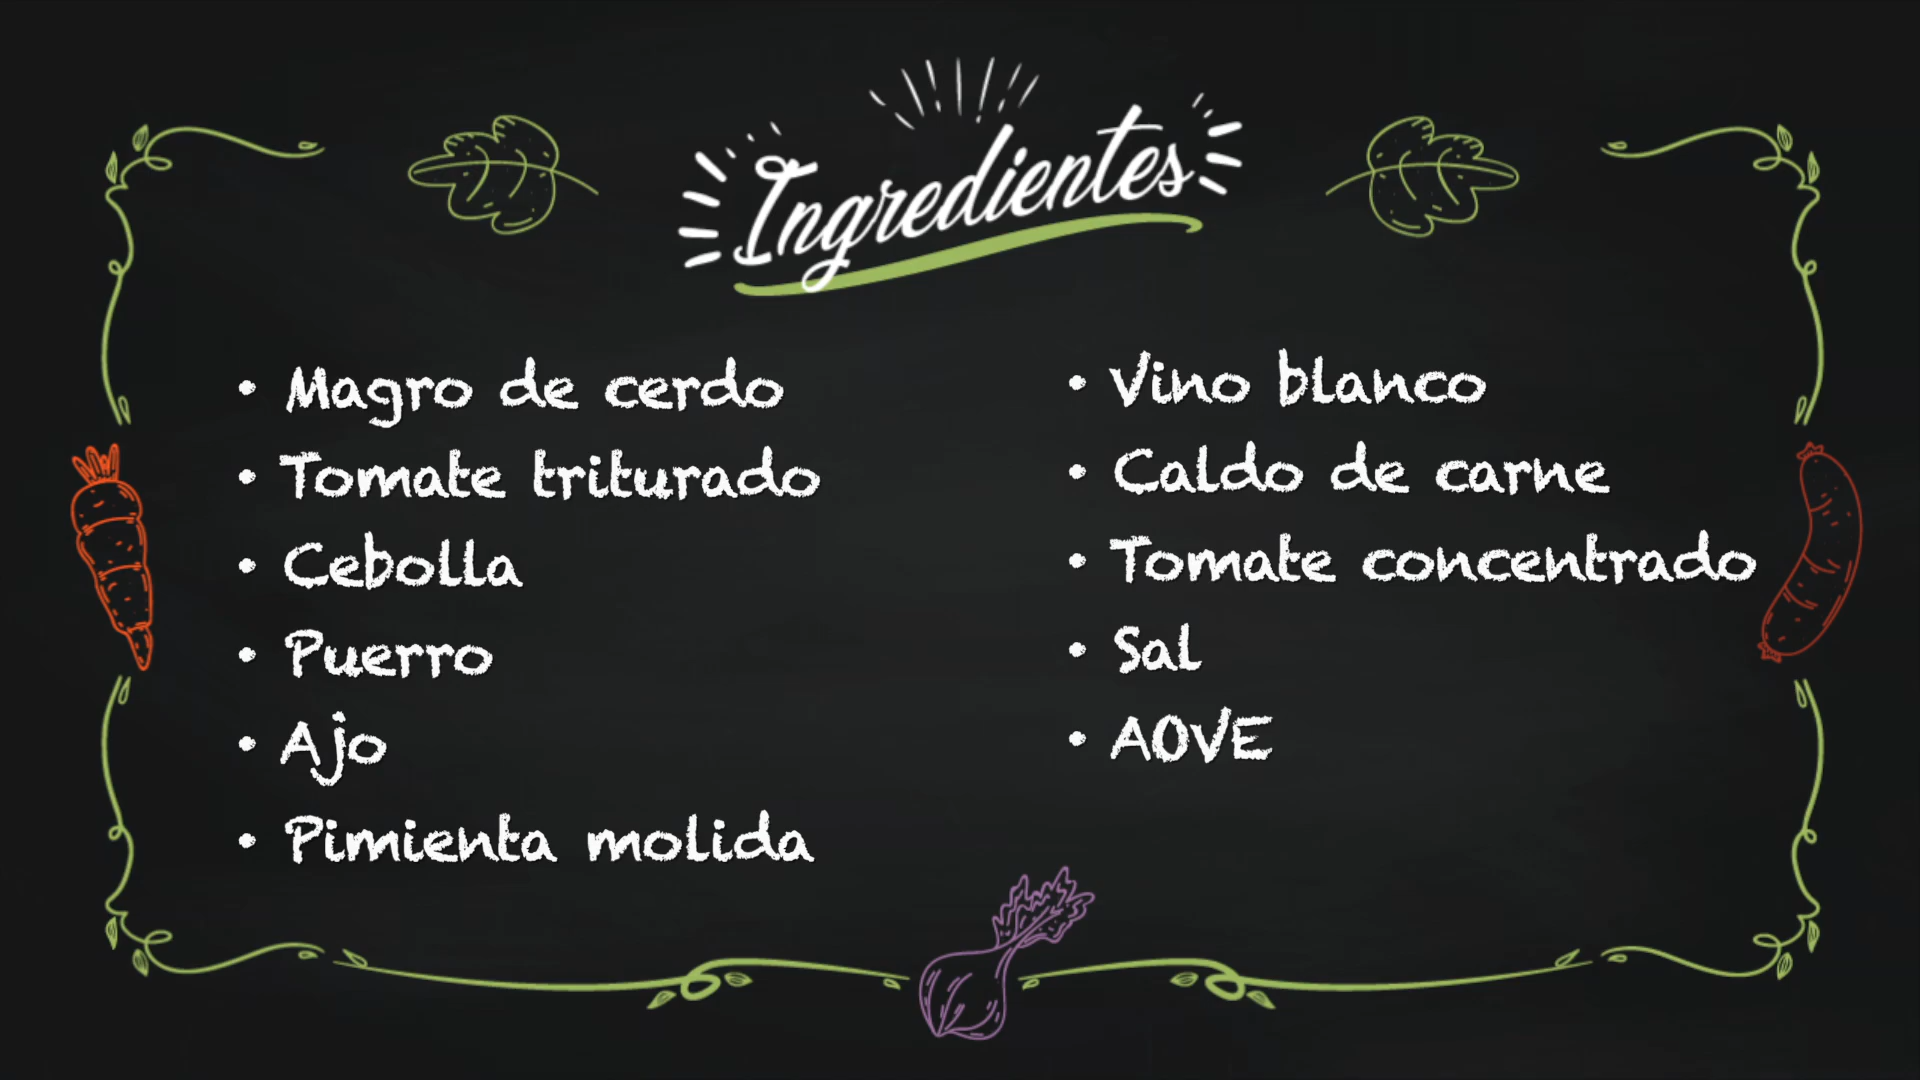 Ingredientes
• Magro de cerdo
• Tomate triturado
• Cebolla
• Puerro
• Ajo
• Pimienta molida
• Vino blanco
• Caldo de carne
• Tomate concentrado
• Sal
• AOVE